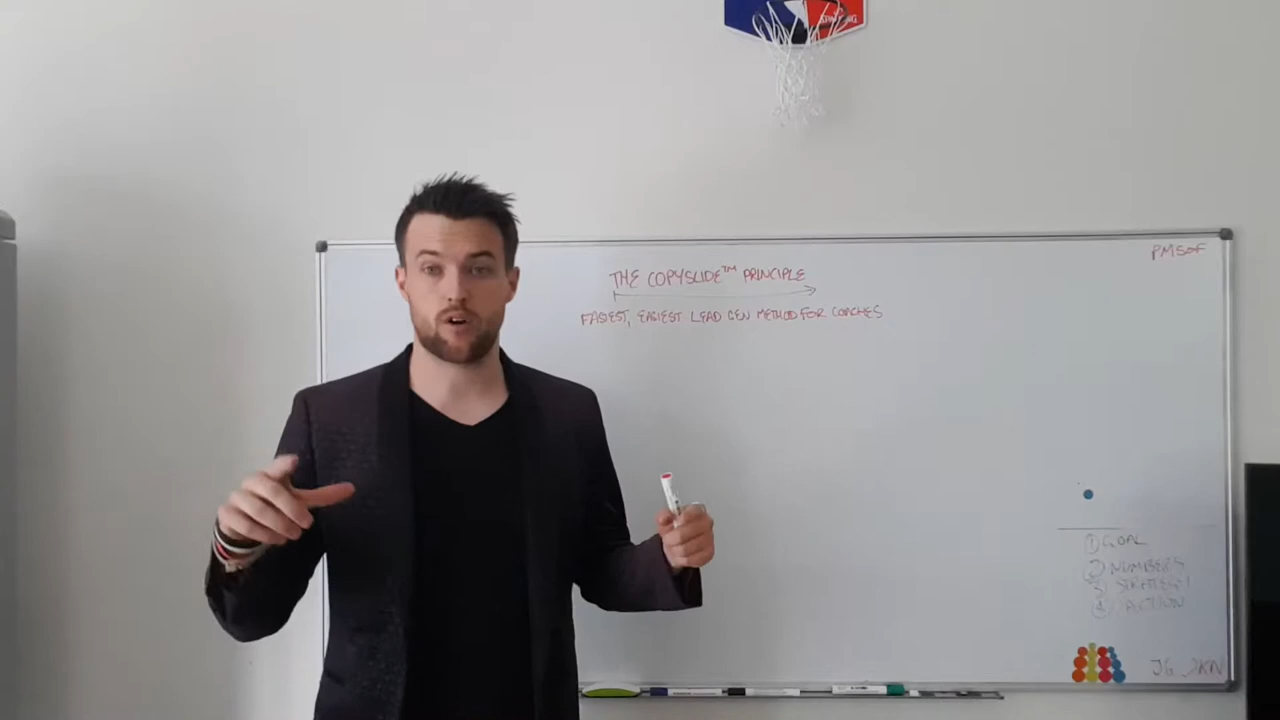 PMSOF
THE COPYSLIDE™ PRINCIPLE
FASTEST, EASIEST LEAD GEN METHOD FOR COACHES
① GOAL
② NUMBERS
3 STRATEGY
④ ACTION
JG